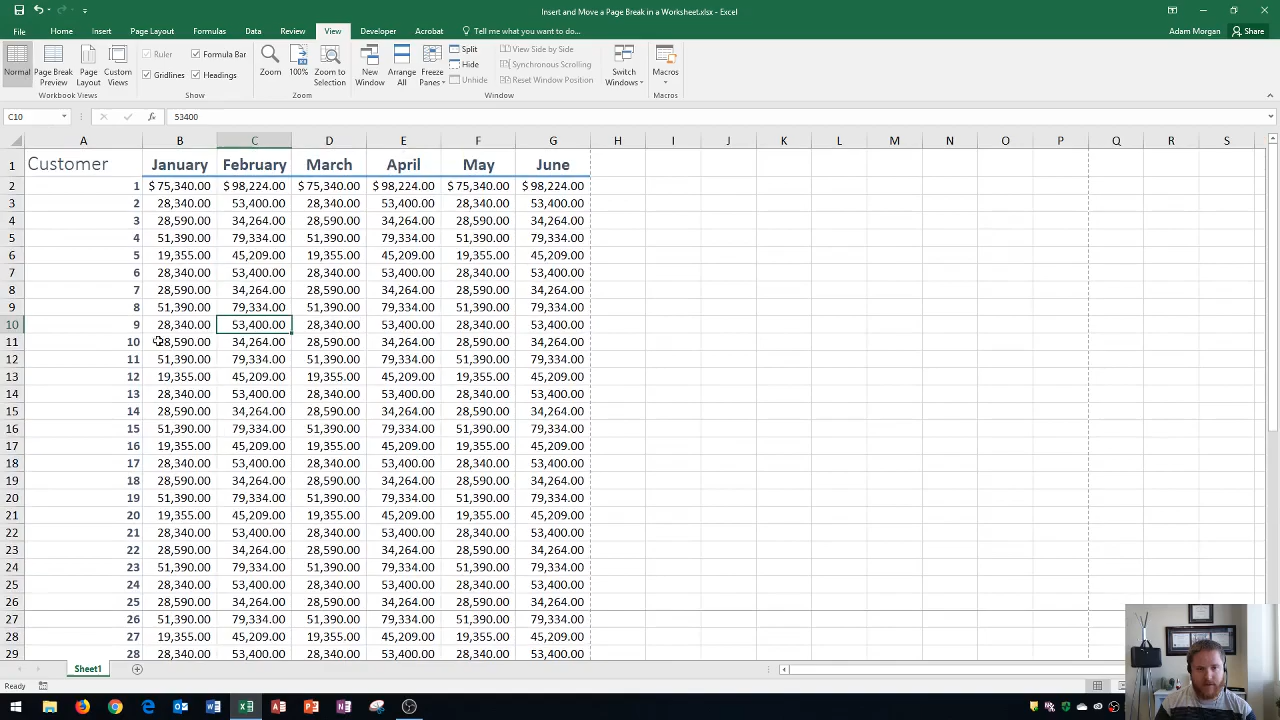 Insert and Move a Page Break in a Worksheet.xlsx - Excel
File Home Insert Page Layout Formulas Data Review View Developer Acrobat Tell me what you want to do... Adam Morgan Share
Normal Page Break Preview Page Layout Custom Views Ruler Formula Bar Gridlines Headings Zoom 100% Zoom to Selection New Window Arrange All Freeze Panes Split Hide Unhide View Side by Side Synchronous Scrolling Reset Window Position Switch Windows Macros
Workbook Views Show Zoom Window Macros
C10 fx 53400
A B C D E F G H I J K L M N O P Q R S
1 Customer January February March April May June
2 1 $ 75,340.00 $ 98,224.00 $ 75,340.00 $ 98,224.00 $ 75,340.00 $ 98,224.00
3 2 28,340.00 53,400.00 28,340.00 53,400.00 28,340.00 53,400.00
4 3 28,590.00 34,264.00 28,590.00 34,264.00 28,590.00 34,264.00
5 4 51,390.00 79,334.00 51,390.00 79,334.00 51,390.00 79,334.00
6 5 19,355.00 45,209.00 19,355.00 45,209.00 19,355.00 45,209.00
7 6 28,340.00 53,400.00 28,340.00 53,400.00 28,340.00 53,400.00
8 7 28,590.00 34,264.00 28,590.00 34,264.00 28,590.00 34,264.00
9 8 51,390.00 79,334.00 51,390.00 79,334.00 51,390.00 79,334.00
10 9 28,340.00 53,400.00 28,340.00 53,400.00 28,340.00 53,400.00
11 10 28,590.00 34,264.00 28,590.00 34,264.00 28,590.00 34,264.00
12 11 51,390.00 79,334.00 51,390.00 79,334.00 51,390.00 79,334.00
13 12 19,355.00 45,209.00 19,355.00 45,209.00 19,355.00 45,209.00
14 13 28,340.00 53,400.00 28,340.00 53,400.00 28,340.00 53,400.00
15 14 28,590.00 34,264.00 28,590.00 34,264.00 28,590.00 34,264.00
16 15 51,390.00 79,334.00 51,390.00 79,334.00 51,390.00 79,334.00
17 16 19,355.00 45,209.00 19,355.00 45,209.00 19,355.00 45,209.00
18 17 28,340.00 53,400.00 28,340.00 53,400.00 28,340.00 53,400.00
19 18 28,590.00 34,264.00 28,590.00 34,264.00 28,590.00 34,264.00
20 19 51,390.00 79,334.00 51,390.00 79,334.00 51,390.00 79,334.00
21 20 19,355.00 45,209.00 19,355.00 45,209.00 19,355.00 45,209.00
22 21 28,340.00 53,400.00 28,340.00 53,400.00 28,340.00 53,400.00
23 22 28,590.00 34,264.00 28,590.00 34,264.00 28,590.00 34,264.00
24 23 51,390.00 79,334.00 51,390.00 79,334.00 51,390.00 79,334.00
25 24 28,340.00 53,400.00 28,340.00 53,400.00 28,340.00 53,400.00
26 25 28,590.00 34,264.00 28,590.00 34,264.00 28,590.00 34,264.00
27 26 51,390.00 79,334.00 51,390.00 79,334.00 51,390.00 79,334.00
28 27 19,355.00 45,209.00 19,355.00 45,209.00 19,355.00 45,209.00
29 28 28,340.00 53,400.00 28,340.00 53,400.00 28,340.00 53,400.00
Sheet1
Ready